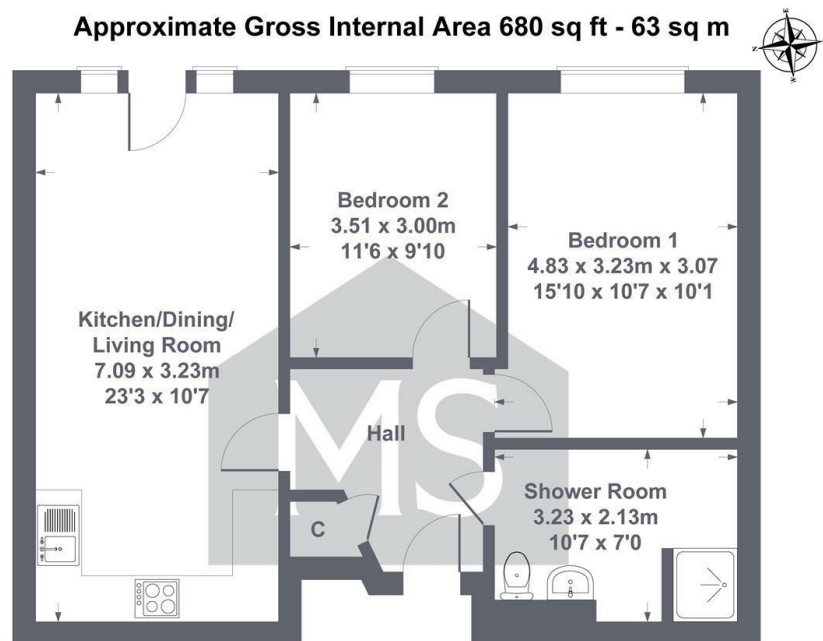 Approximate Gross Internal Area 680 sq ft - 63 sq m
Bedroom 2
3.51 x 3.00m
11'6 x 9'10
Bedroom 1
4.83 x 3.23m x 3.07
15'10 x 10'7 x 10'1
Kitchen/Dining/
Living Room
7.09 x 3.23m
23'3 x 10'7
MS
Hall
Shower Room
3.23 x 2.13m
10'7 x 7'0
C